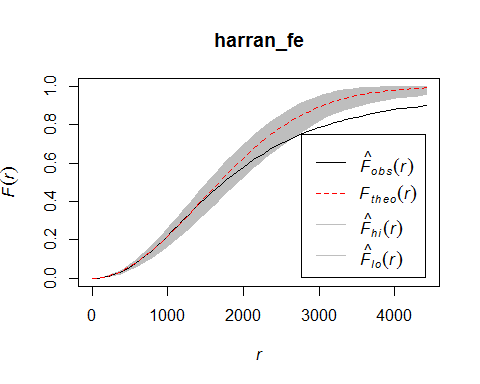 harran_fe
F(r)
1.0
0.8
0.6
0.4
0.2
0.0
F̂obs(r)
Ftheo(r)
F̂hi(r)
F̂lo(r)
0 1000 2000 3000 4000
r